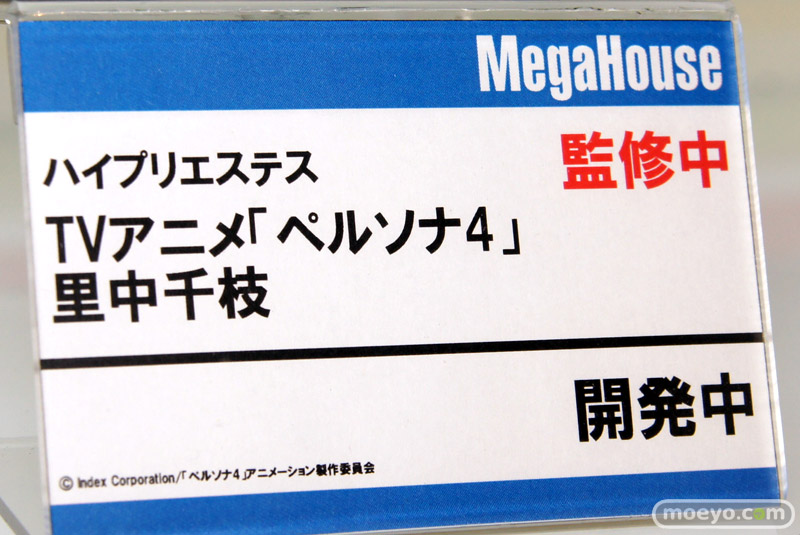 MegaHouse
ハイプリエステス
監修中
TVアニメ「ペルソナ4」
里中千枝
開発中
© Index Corporation/「ペルソナ4」アニメーション製作委員会
moeyo.com